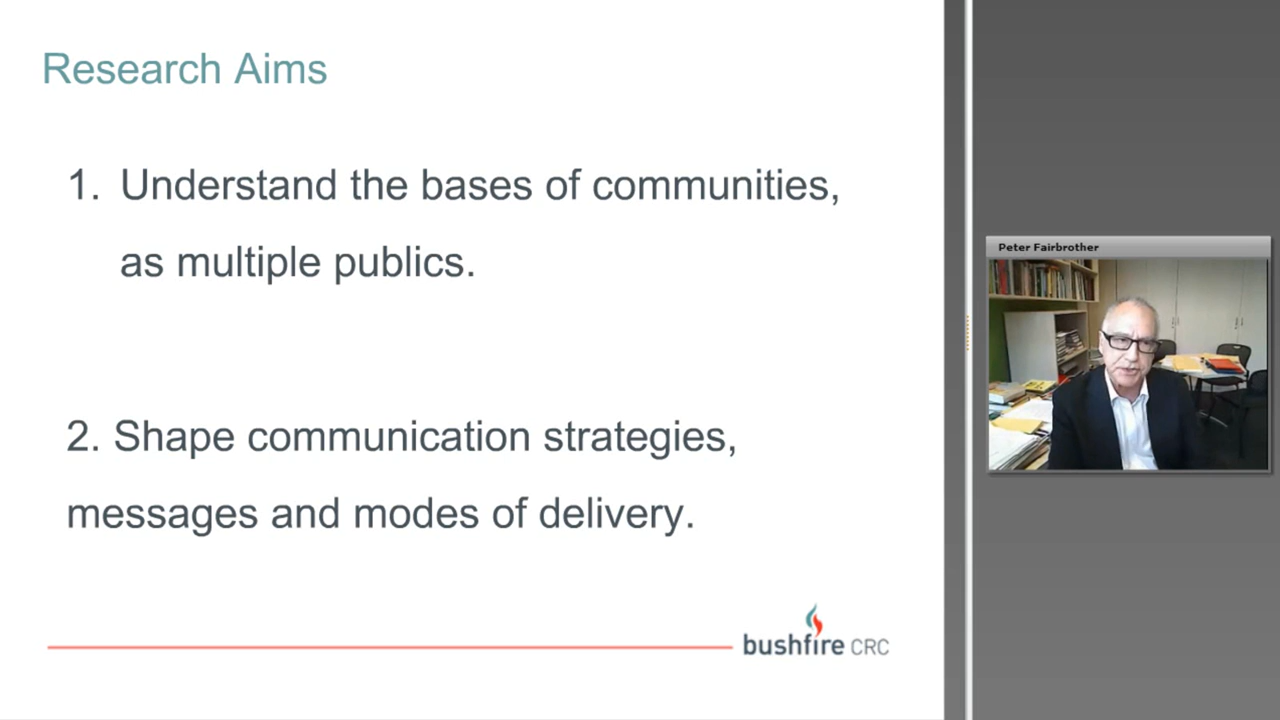 Research Aims
1. Understand the bases of communities,
as multiple publics.
2. Shape communication strategies,
messages and modes of delivery.
bushfire CRC
Peter Fairbrother